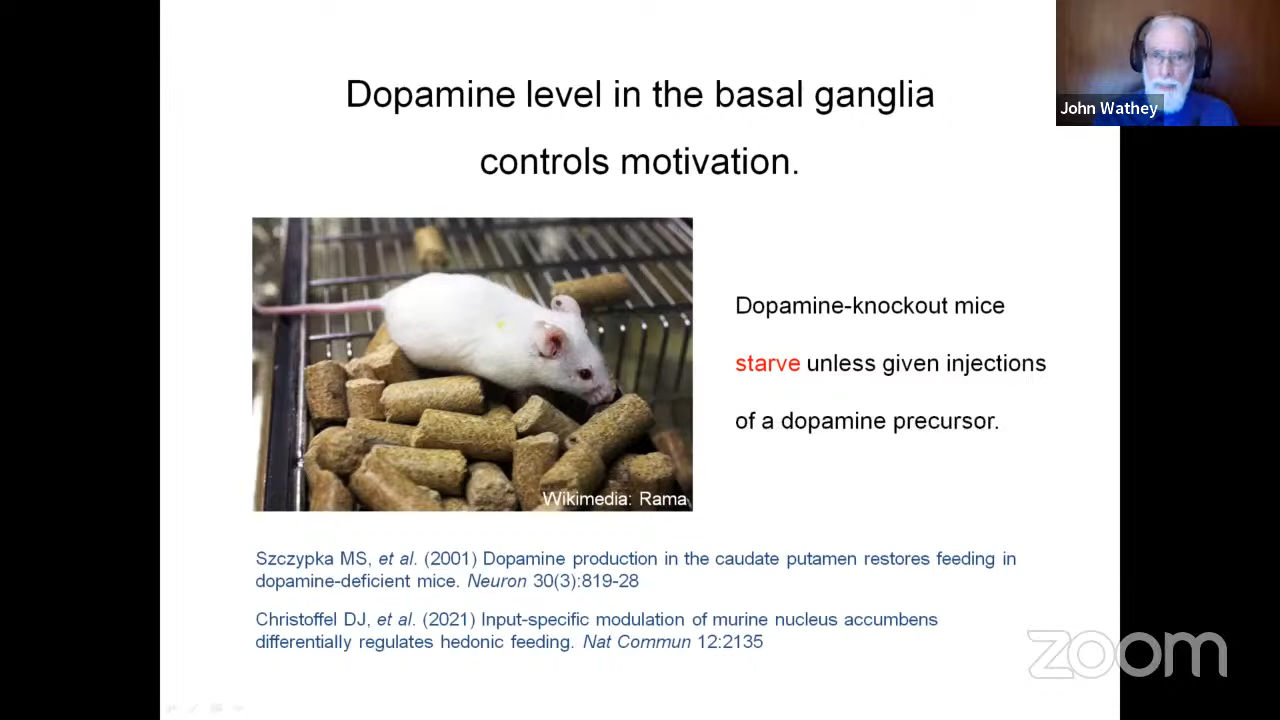 Dopamine level in the basal ganglia
controls motivation.
John Wathey
Dopamine-knockout mice
starve unless given injections
of a dopamine precursor.
Wikimedia: Rama
Szczypka MS, et al. (2001) Dopamine production in the caudate putamen restores feeding in
dopamine-deficient mice. Neuron 30(3):819-28
Christoffel DJ, et al. (2021) Input-specific modulation of murine nucleus accumbens
differentially regulates hedonic feeding. Nat Commun 12:2135
zoom